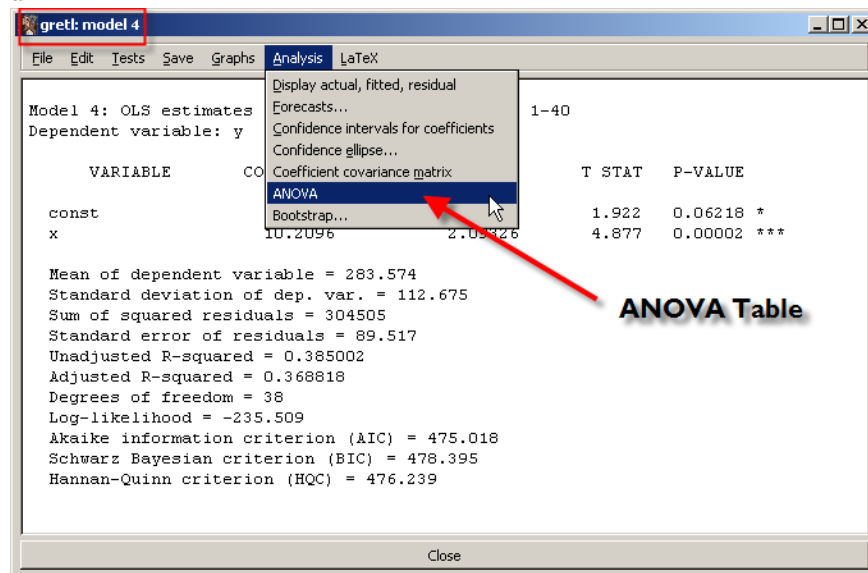 gretl: model 4
File Edit Tests Save Graphs Analysis LaTeX
Display actual, fitted, residual
Forecasts...
Confidence intervals for coefficients
Confidence ellipse...
Coefficient covariance matrix
ANOVA
Bootstrap...
Model 4: OLS estimates 1-40
Dependent variable: y
VARIABLE CO T STAT P-VALUE
const 1.922 0.06218 *
x 10.2096 2.09326 4.877 0.00002 ***
ANOVA Table
Mean of dependent variable = 283.574
Standard deviation of dep. var. = 112.675
Sum of squared residuals = 304505
Standard error of residuals = 89.517
Unadjusted R-squared = 0.385002
Adjusted R-squared = 0.368818
Degrees of freedom = 38
Log-likelihood = -235.509
Akaike information criterion (AIC) = 475.018
Schwarz Bayesian criterion (BIC) = 478.395
Hannan-Quinn criterion (HQC) = 476.239
Close